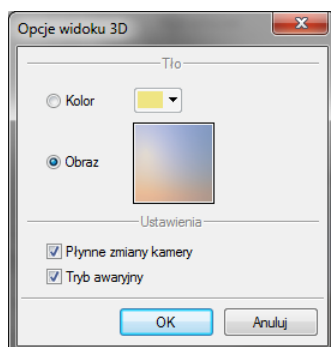 Opcje widoku 3D
Tło
Kolor
Obraz
Ustawienia
Płynne zmiany kamery
Tryb awaryjny
OK
Anuluj